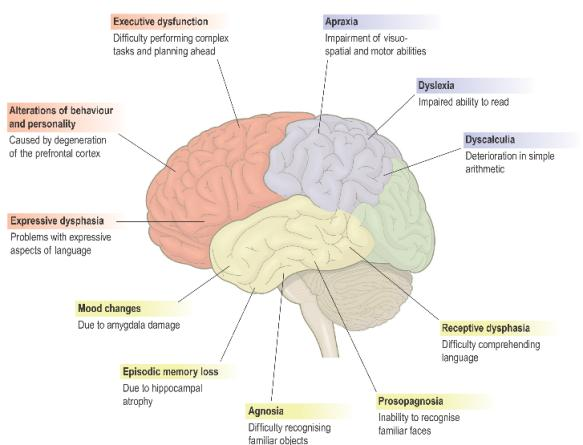 Executive dysfunction
Difficulty performing complex
tasks and planning ahead
Apraxia
Impairment of visuo-
spatial and motor abilities
Dyslexia
Impaired ability to read
Alterations of behaviour
and personality
Caused by degeneration
of the prefrontal cortex
Dyscalculia
Deterioration in simple
arithmetic
Expressive dysphasia
Problems with expressive
aspects of language
Mood changes
Due to amygdala damage
Receptive dysphasia
Difficulty comprehending
language
Episodic memory loss
Due to hippocampal
atrophy
Prosopagnosia
Inability to recognise
familiar faces
Agnosia
Difficulty recognising
familiar objects